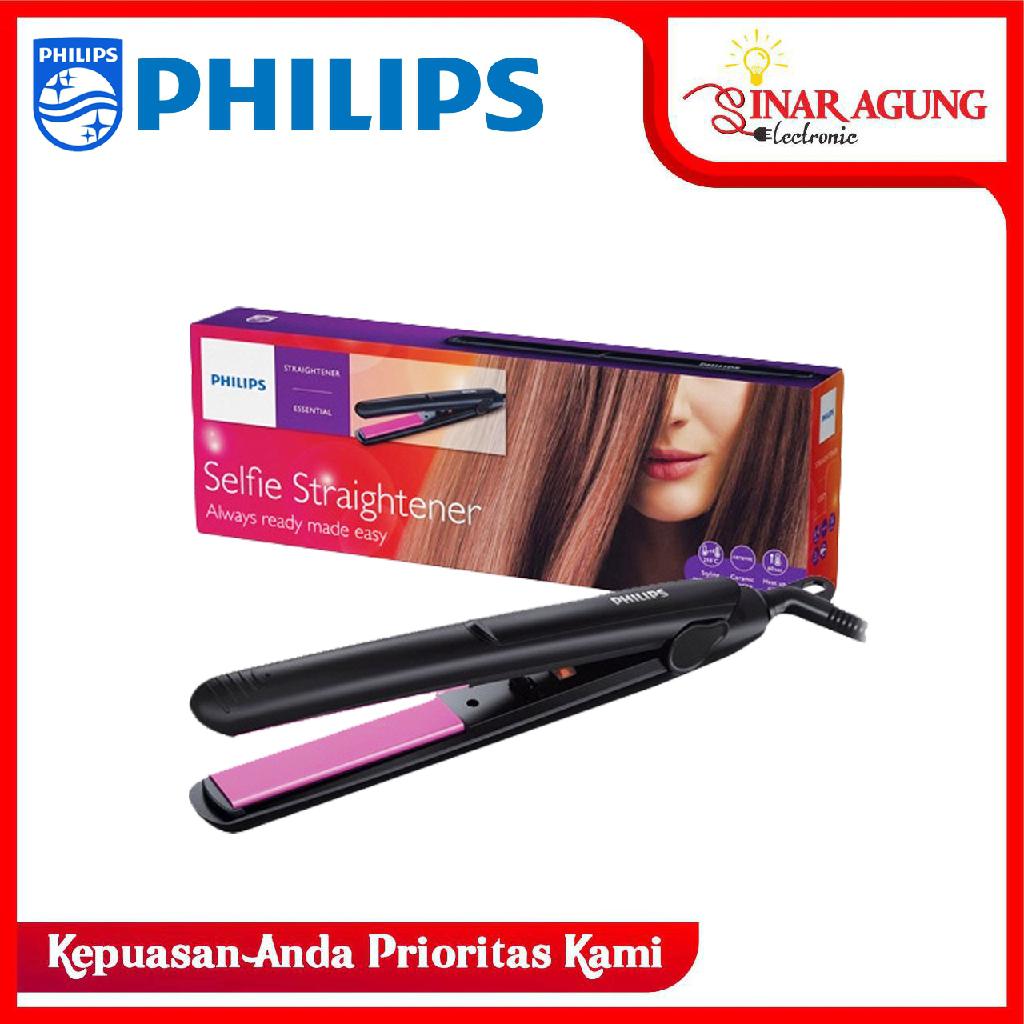 PHILIPS
PHILIPS
SINAR AGUNG
Electronic
PHILIPS
STRAIGHTENER
ESSENTIAL
Selfie Straightener
Always ready made easy
PHILIPS
PHILIPS
PHILIPS
Kepuasan Anda Prioritas Kami